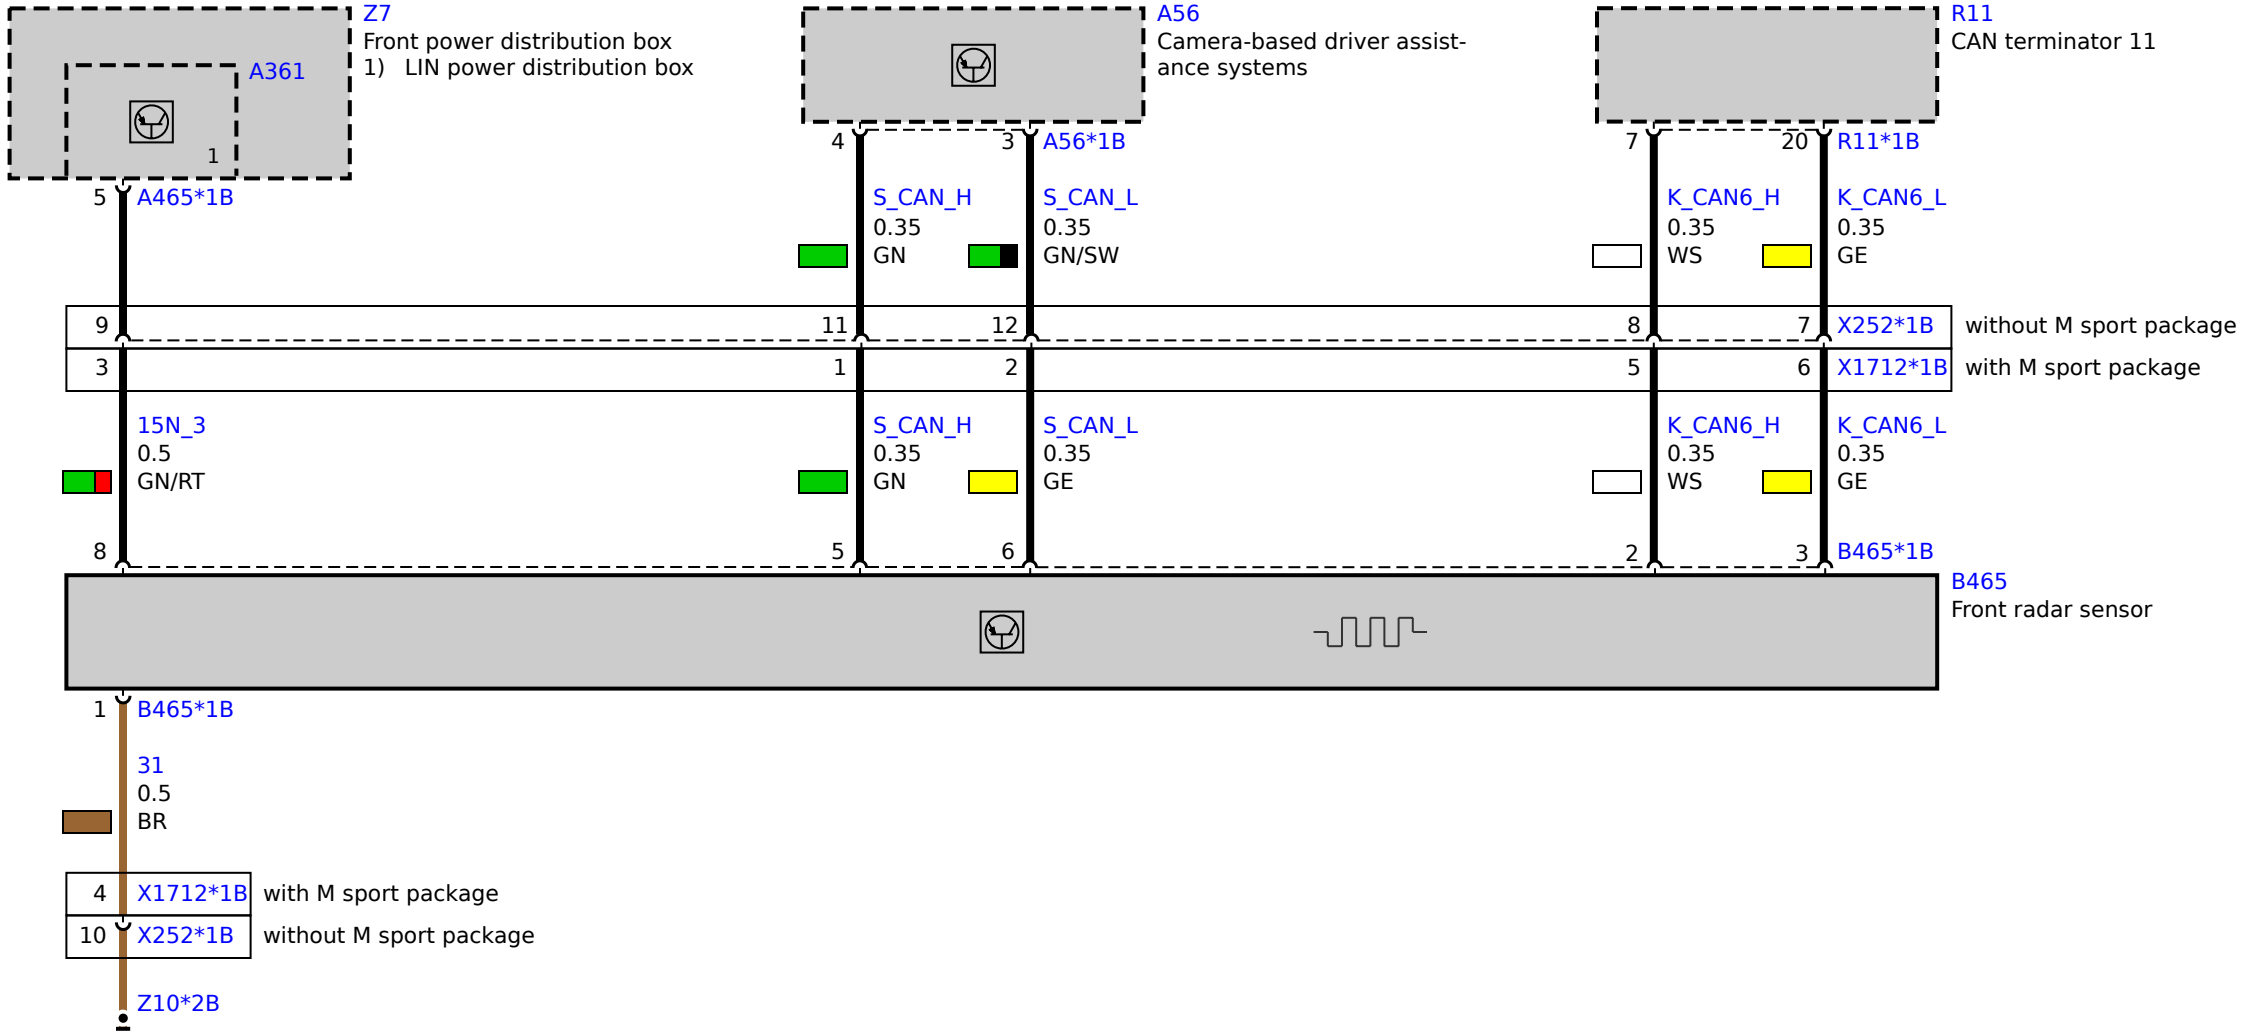 Z7
Front power distribution box
1) LIN power distribution box
A361
1
A56
Camera-based driver assist-
ance systems
R11
CAN terminator 11
5 A465*1B
4 3 A56*1B
7 20 R11*1B
S_CAN_H S_CAN_L K_CAN6_H K_CAN6_L
0.35 0.35 0.35 0.35
GN GN/SW WS GE
9 11 12 8 7 X252*1B without M sport package
3 1 2 5 6 X1712*1B with M sport package
15N_3 S_CAN_H S_CAN_L K_CAN6_H K_CAN6_L
0.5 0.35 0.35 0.35 0.35
GN/RT GN GE WS GE
8 5 6 2 3 B465*1B
B465
Front radar sensor
1 B465*1B
31
0.5
BR
4 X1712*1B with M sport package
10 X252*1B without M sport package
Z10*2B